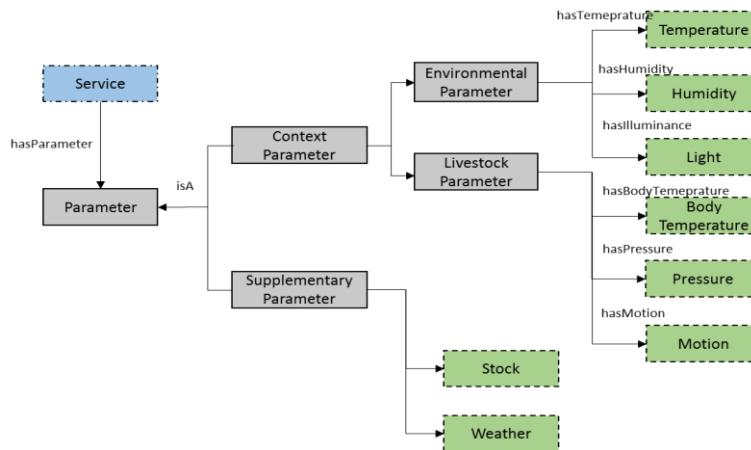 hasTemeprature
Temperature
Service
Environmental
Parameter
hasHumidity
Humidity
hasParameter
Context
Parameter
hasIlluminance
Light
Livestock
Parameter
isA
Parameter
hasBodyTemeprature
Body
Temperature
hasPressure
Pressure
Supplementary
Parameter
hasMotion
Motion
Stock
Weather